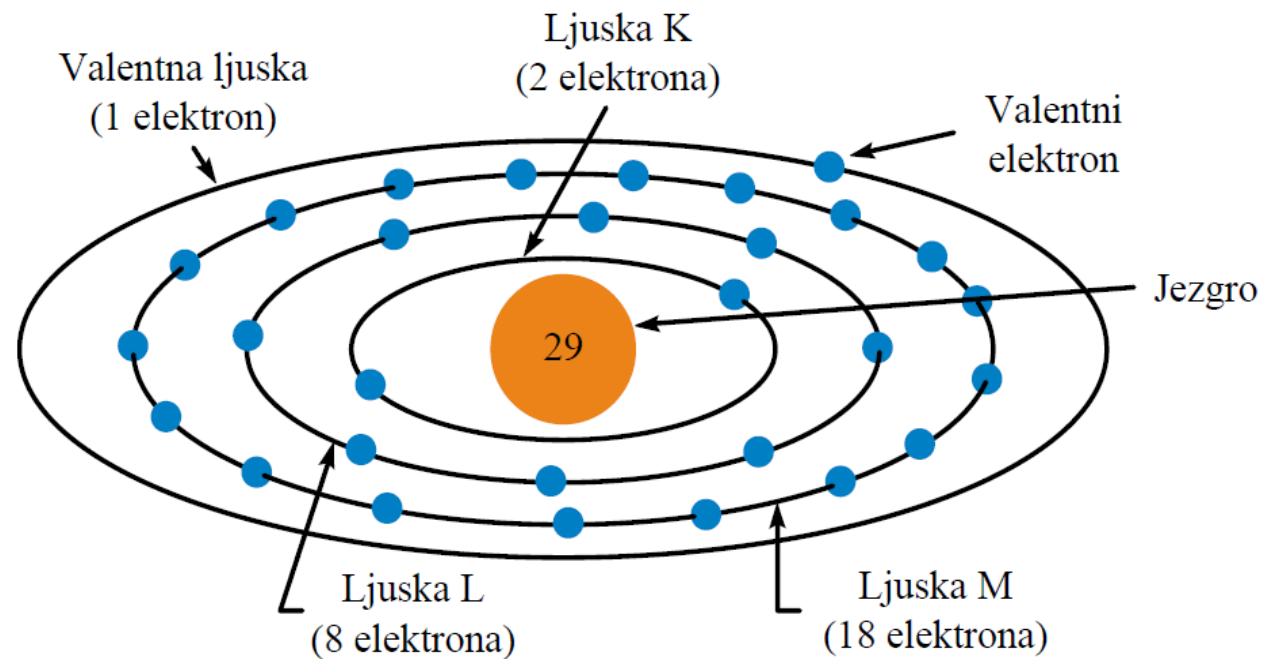 Ljuska K
(2 elektrona)
Valentna ljuska
(1 elektron)
Valentni
elektron
Jezgro
29
Ljuska L
(8 elektrona)
Ljuska M
(18 elektrona)